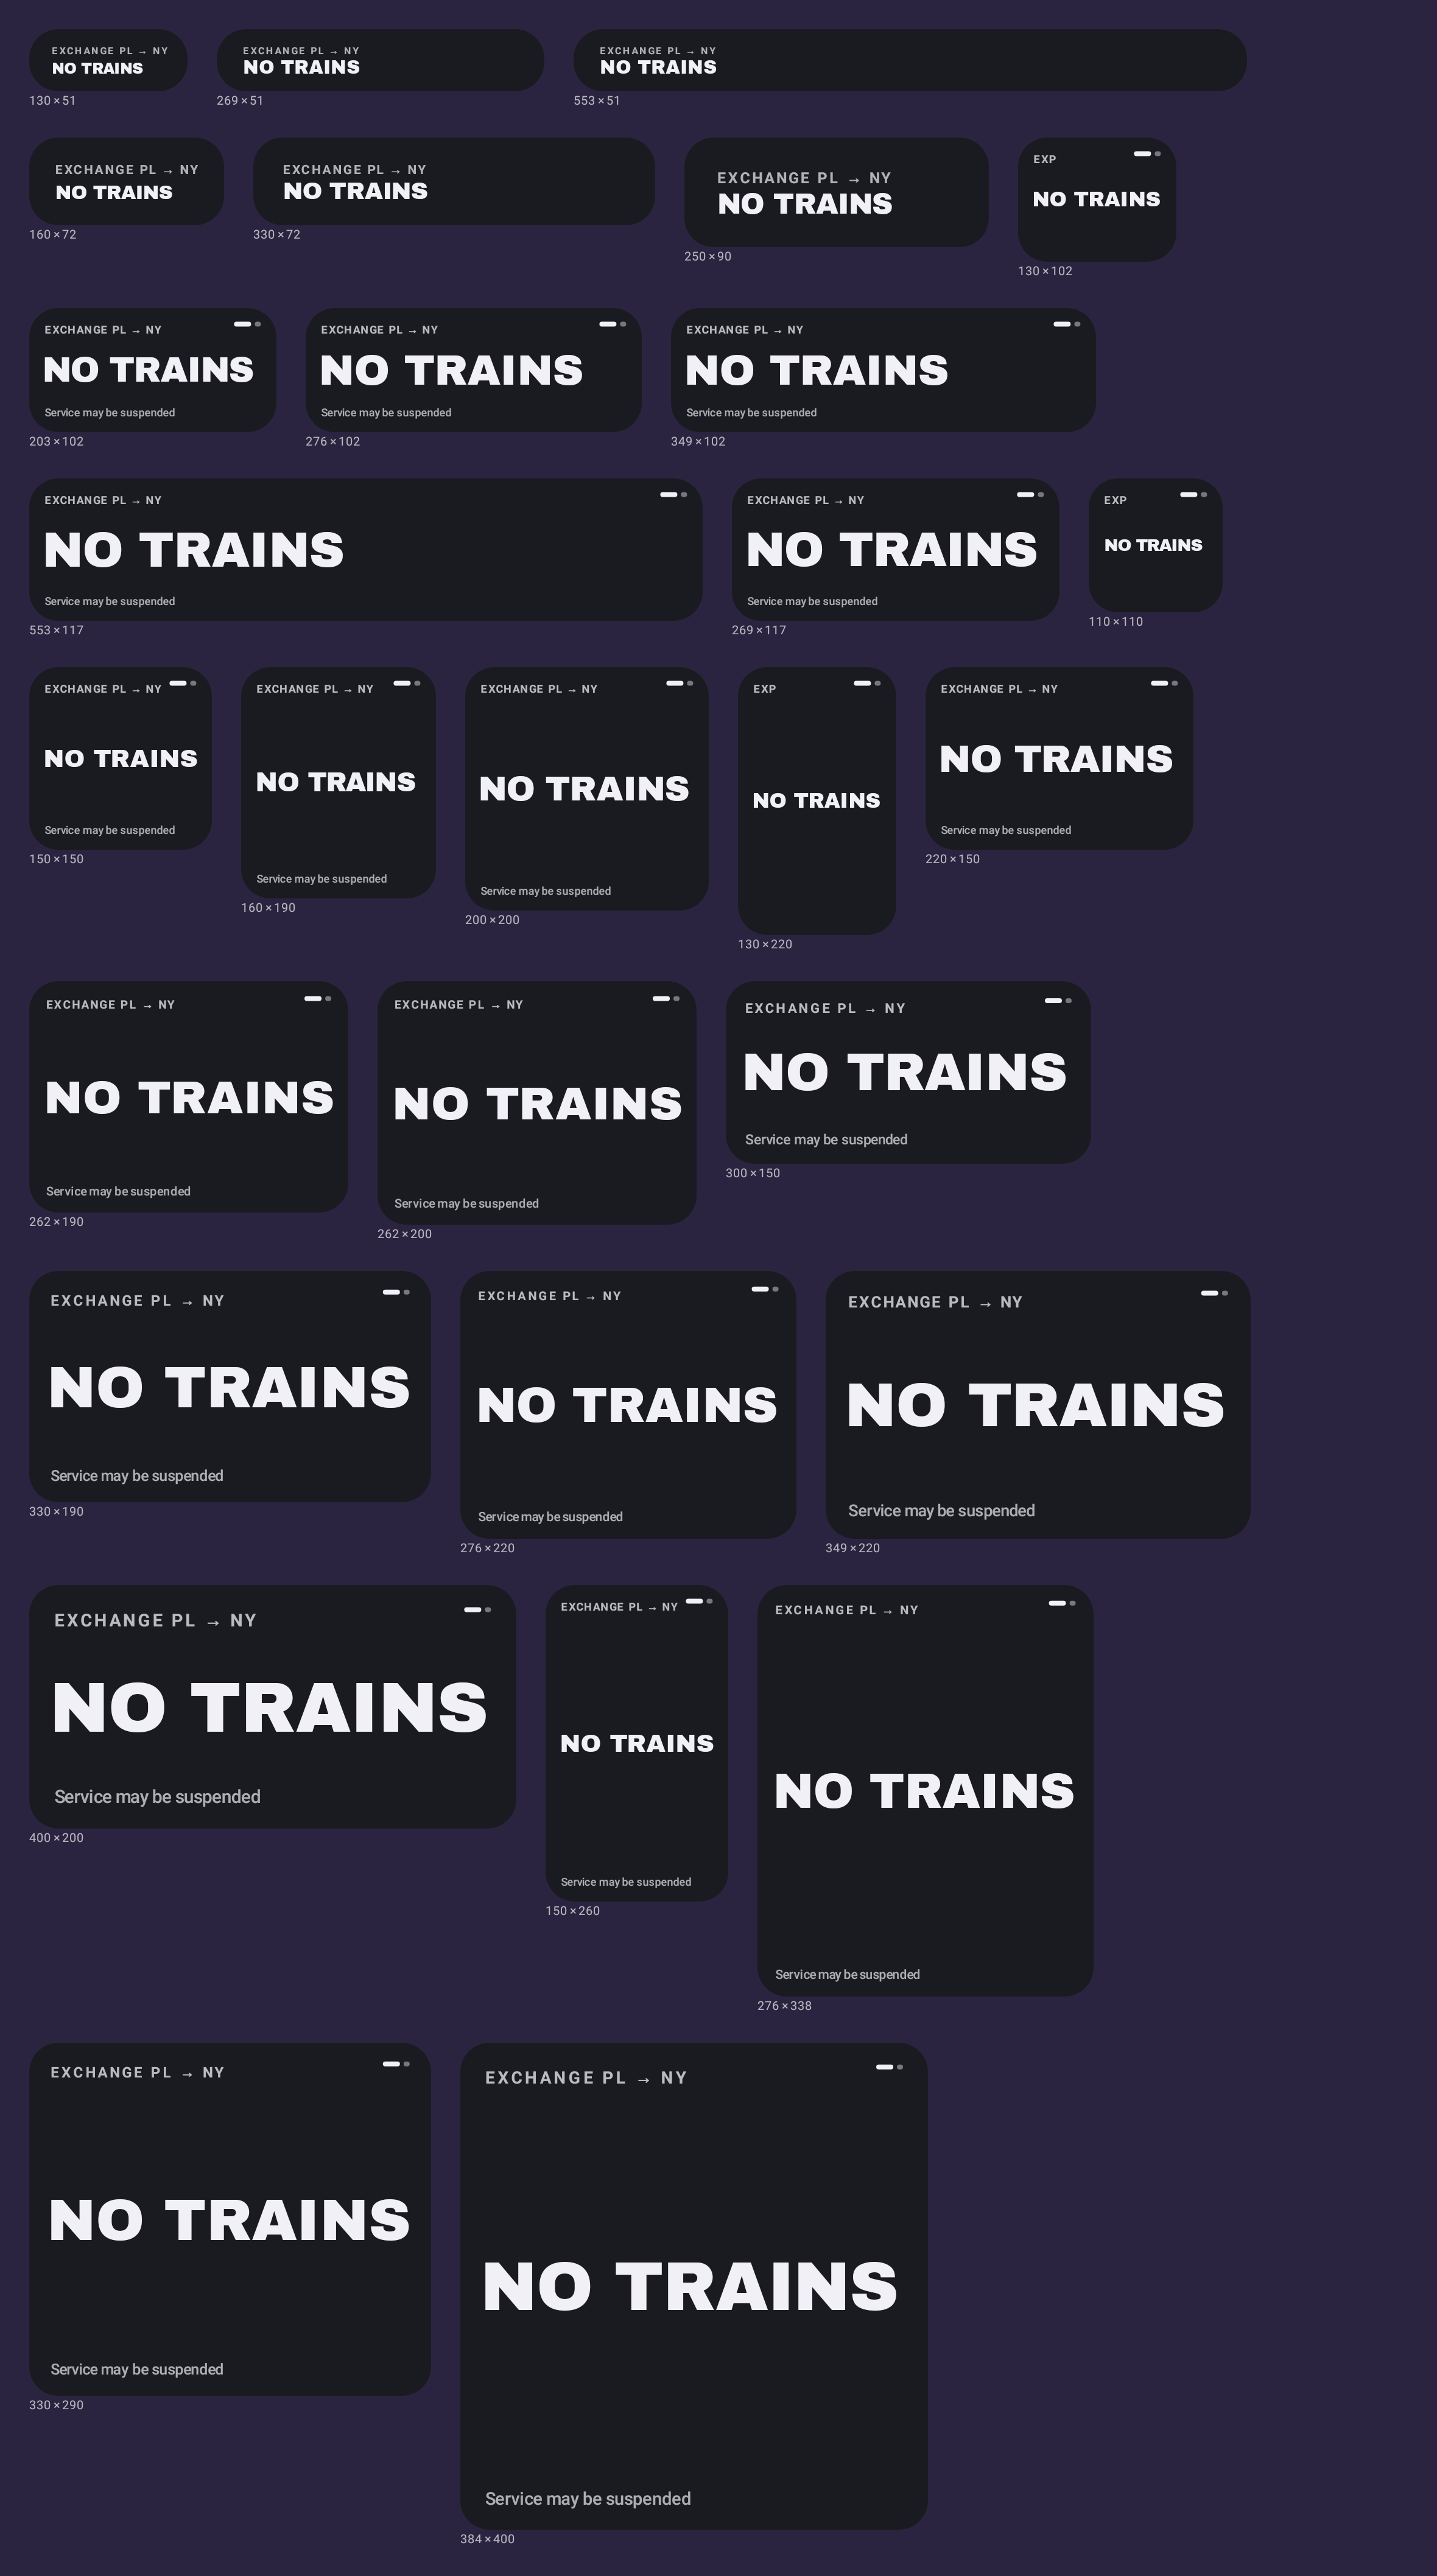 EXCHANGE PL → NY
NO TRAINS
130×51
EXCHANGE PL → NY
NO TRAINS
269×51
EXCHANGE PL → NY
NO TRAINS
553×51
EXCHANGE PL → NY
NO TRAINS
160×72
EXCHANGE PL → NY
NO TRAINS
330×72
EXCHANGE PL → NY
NO TRAINS
250×90
EXP
NO TRAINS
130×102
EXCHANGE PL → NY
NO TRAINS
Service may be suspended
203×102
EXCHANGE PL → NY
NO TRAINS
Service may be suspended
276×102
EXCHANGE PL → NY
NO TRAINS
Service may be suspended
349×102
EXCHANGE PL → NY
NO TRAINS
Service may be suspended
553×117
EXCHANGE PL → NY
NO TRAINS
Service may be suspended
269×117
EXP
NO TRAINS
110×110
EXCHANGE PL → NY
NO TRAINS
Service may be suspended
150×150
EXCHANGE PL → NY
NO TRAINS
Service may be suspended
160×190
EXCHANGE PL → NY
NO TRAINS
Service may be suspended
200×200
EXP
NO TRAINS
130×220
EXCHANGE PL → NY
NO TRAINS
Service may be suspended
220×150
EXCHANGE PL → NY
NO TRAINS
Service may be suspended
262×190
EXCHANGE PL → NY
NO TRAINS
Service may be suspended
262×200
EXCHANGE PL → NY
NO TRAINS
Service may be suspended
300×150
EXCHANGE PL → NY
NO TRAINS
Service may be suspended
330×190
EXCHANGE PL → NY
NO TRAINS
Service may be suspended
276×220
EXCHANGE PL → NY
NO TRAINS
Service may be suspended
349×220
EXCHANGE PL → NY
NO TRAINS
Service may be suspended
400×200
EXCHANGE PL → NY
NO TRAINS
Service may be suspended
150×260
EXCHANGE PL → NY
NO TRAINS
Service may be suspended
276×338
EXCHANGE PL → NY
NO TRAINS
Service may be suspended
330×290
EXCHANGE PL → NY
NO TRAINS
Service may be suspended
384×400